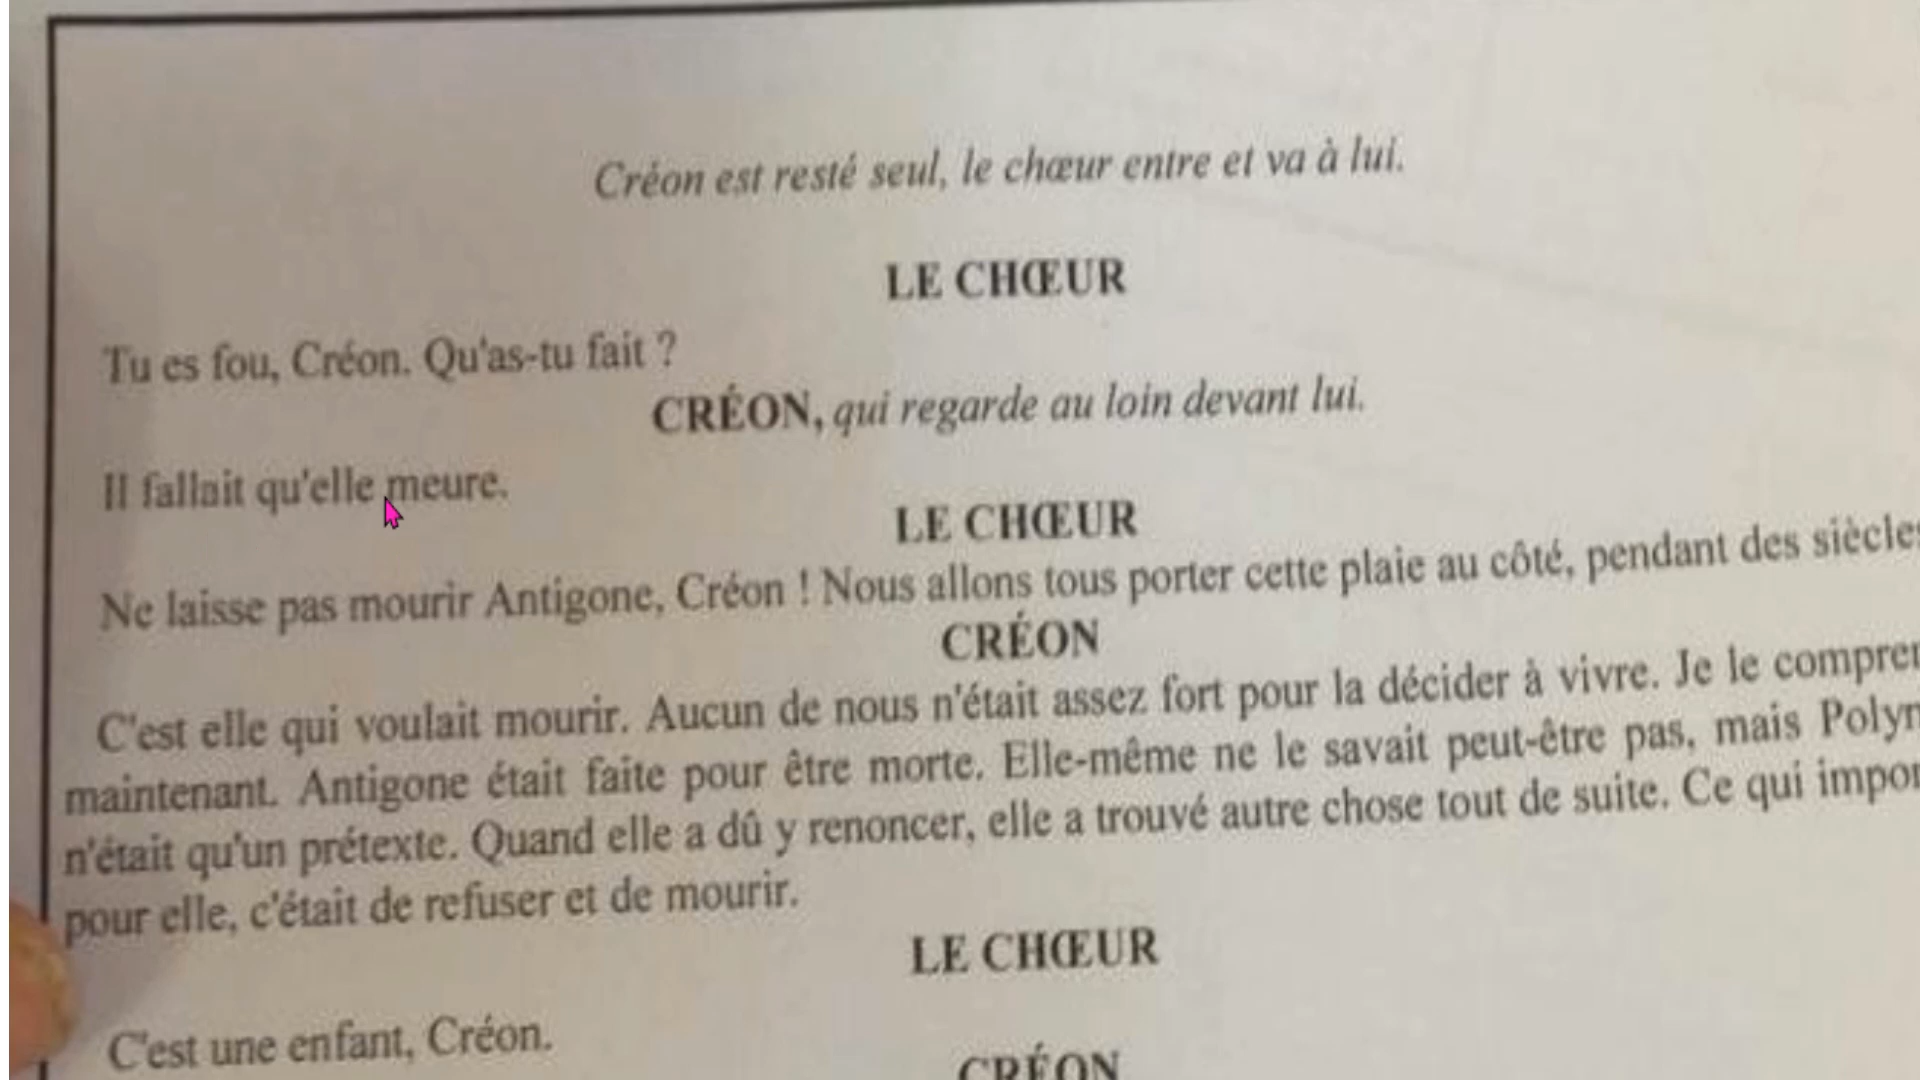 Créon est resté seul, le chœur entre et va à lui.
LE CHŒUR
Tu es fou, Créon. Qu'as-tu fait ?
CRÉON, qui regarde au loin devant lui.
Il fallait qu'elle meure.
LE CHŒUR
Ne laisse pas mourir Antigone, Créon ! Nous allons tous porter cette plaie au côté, pendant des siècles
CRÉON
C'est elle qui voulait mourir. Aucun de nous n'était assez fort pour la décider à vivre. Je le
maintenant. Antigone était faite pour être morte. Elle-même ne le savait peut-être pas, mais
n'était qu'un prétexte. Quand elle a dû y renoncer, elle a trouvé autre chose tout de suite. Ce qui
pour elle, c'était de refuser et de mourir.
LE CHŒUR
C'est une enfant, Créon.
CRÉON